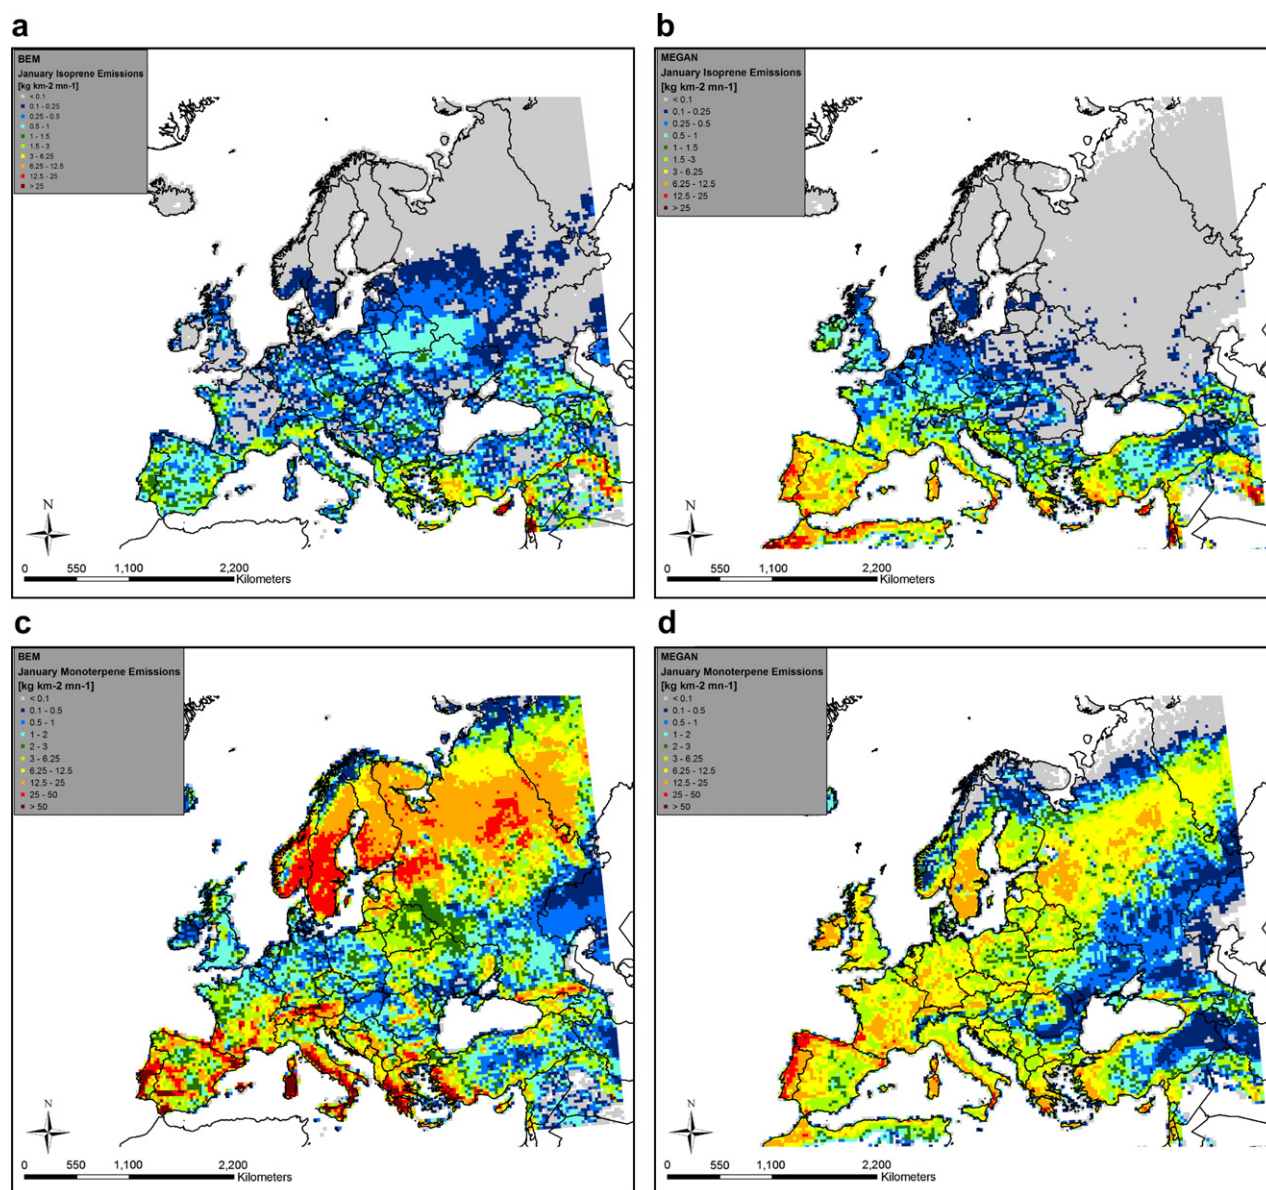 a
BEM
January Isoprene Emissions
[kg km-2 mn-1]
< 0.1
0.1 - 0.25
0.25 - 0.5
0.5 - 1
1 - 1.5
1.5 - 3
3 - 6.25
6.25 - 12.5
12.5 - 25
> 25
N
0 550 1,100 2,200
Kilometers
b
MEGAN
January Isoprene Emissions
[kg km-2 mn-1]
< 0.1
0.1 - 0.25
0.25 - 0.5
0.5 - 1
1 - 1.5
1.5 -3
3 - 6.25
6.25 - 12.5
12.5 - 25
> 25
N
0 550 1,100 2,200
Kilometers
c
BEM
January Monoterpene Emissions
[kg km-2 mn-1]
< 0.1
0.1 - 0.5
0.5 - 1
1 - 2
2 - 3
3 - 6.25
6.25 - 12.5
12.5 - 25
25 - 50
> 50
N
0 550 1,100 2,200
Kilometers
d
MEGAN
January Monoterpene Emissions
[kg km-2 mn-1]
< 0.1
0.1 - 0.5
0.5 - 1
1 - 2
2 - 3
3 - 6.25
6.25 - 12.5
12.5 - 25
25 - 50
> 50
N
0 550 1,100 2,200
Kilometers